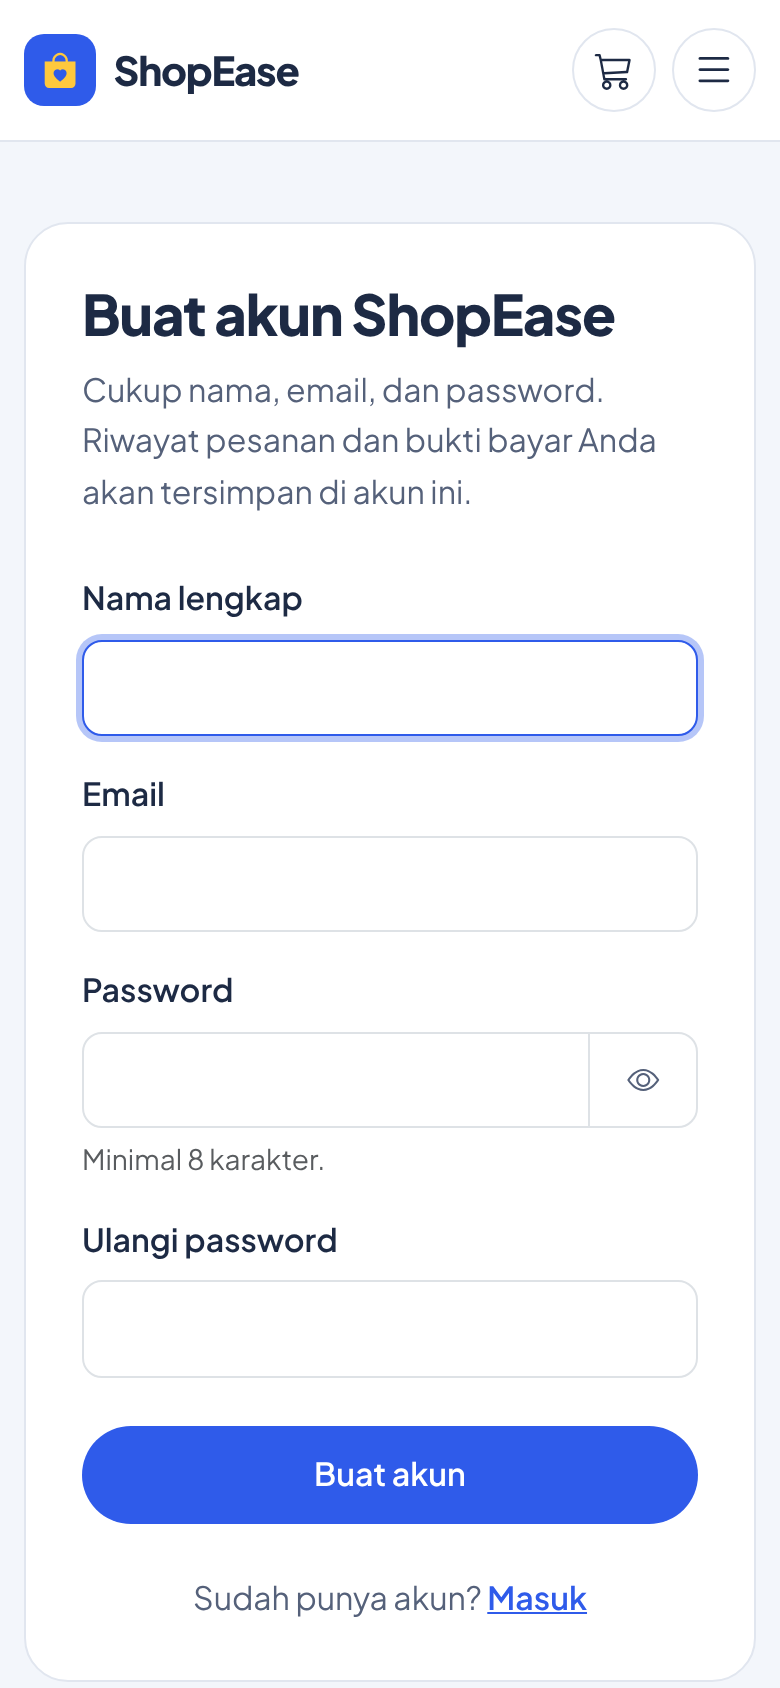 ShopEase
Buat akun ShopEase
Cukup nama, email, dan password.
Riwayat pesanan dan bukti bayar Anda
akan tersimpan di akun ini.
Nama lengkap
Email
Password
Minimal 8 karakter.
Ulangi password
Buat akun
Sudah punya akun? Masuk